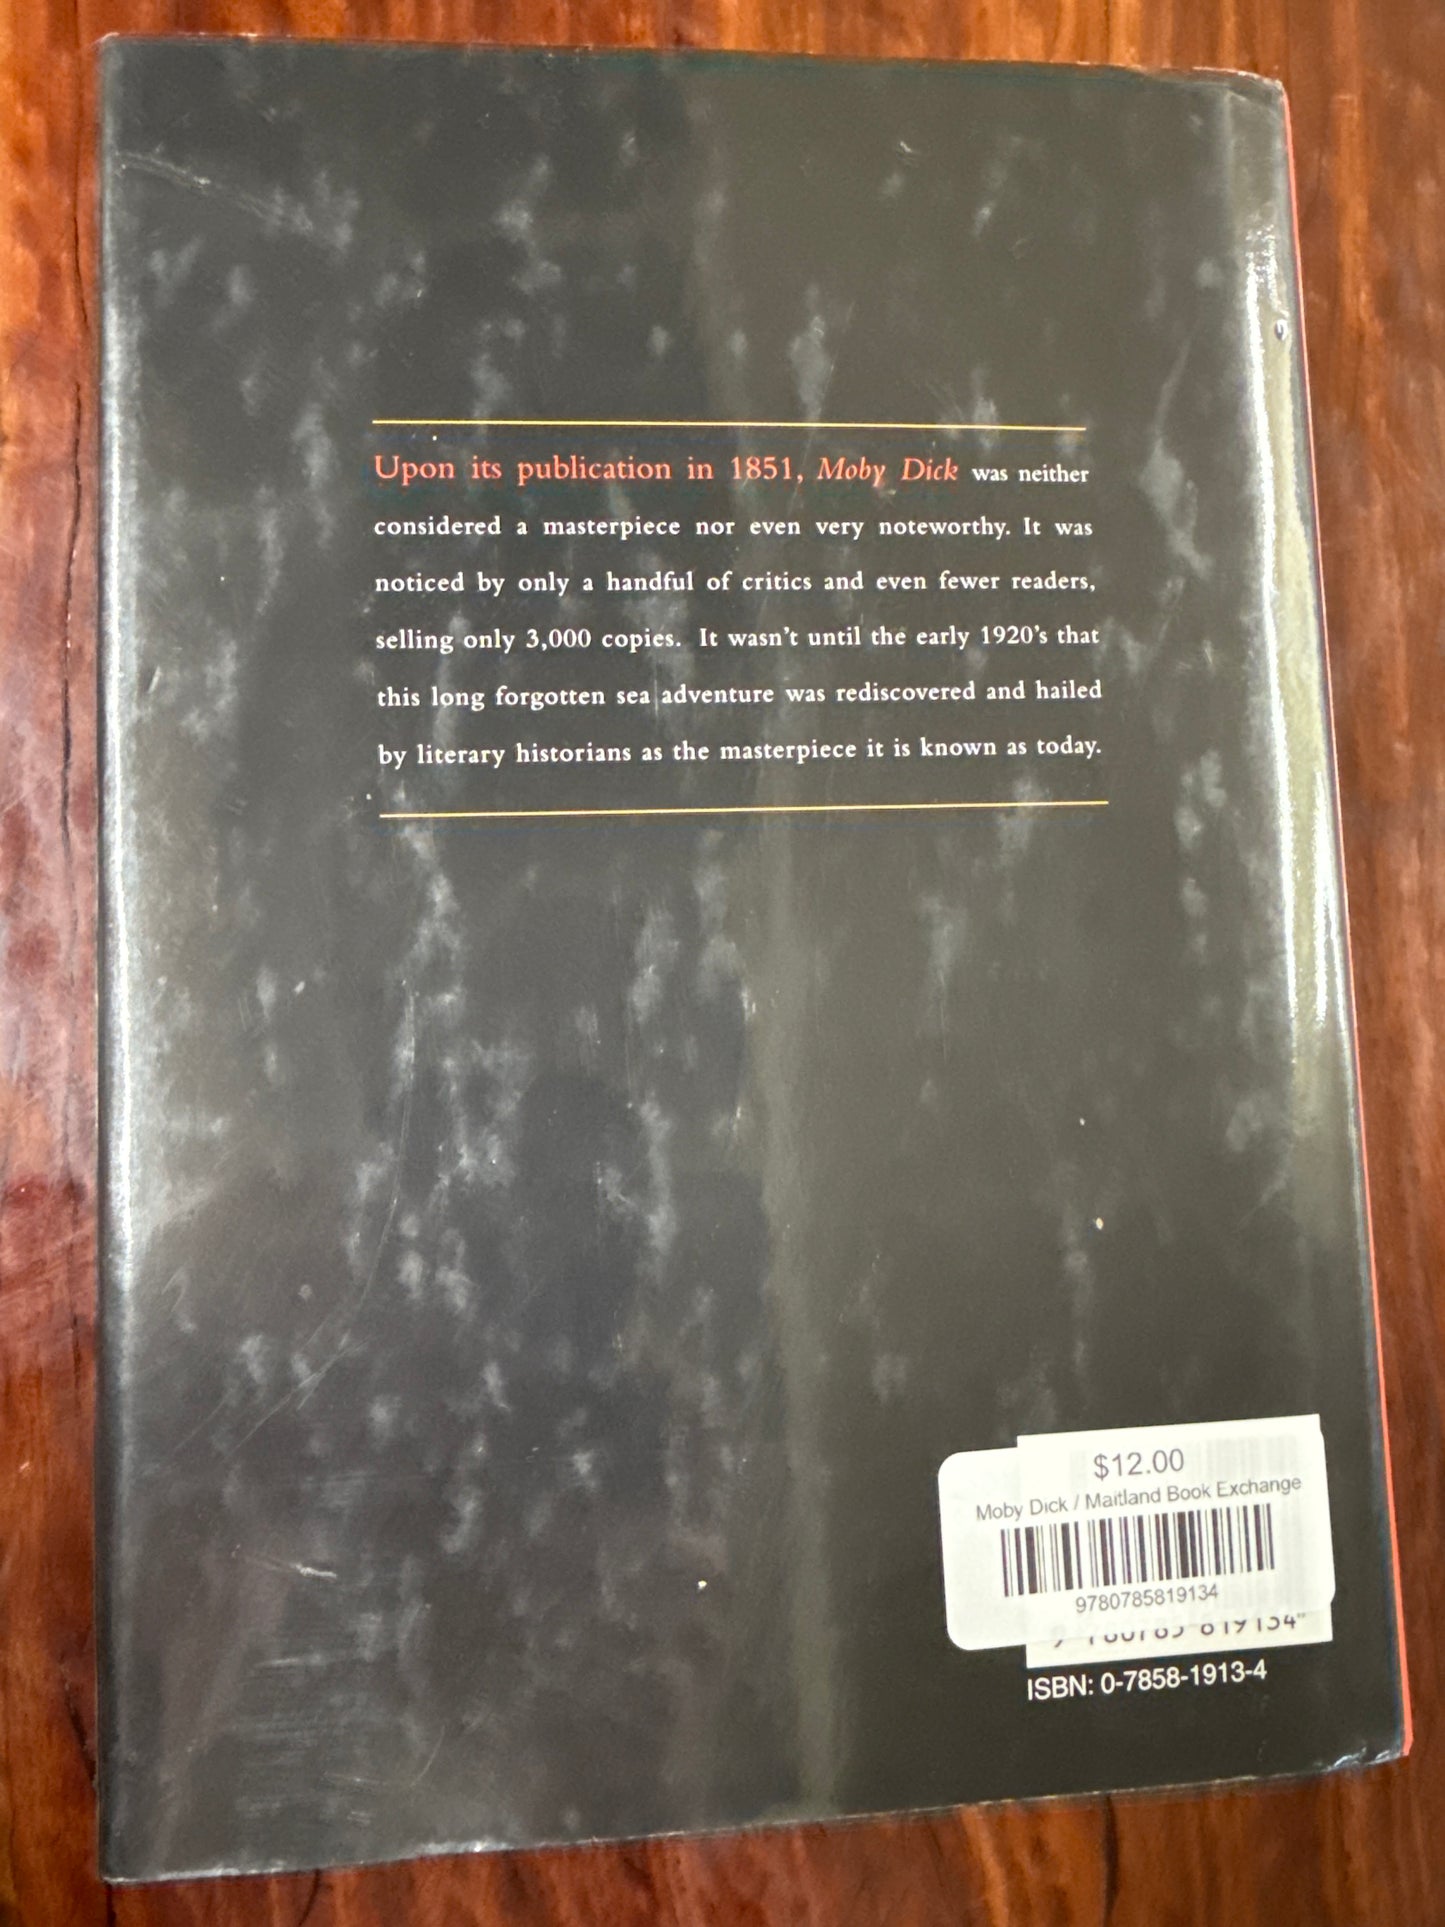 Upon its publication in 1851, Moby Dick was neither
considered a masterpiece nor even very noteworthy. It was
noticed by only a handful of critics and even fewer readers,
selling only 3,000 copies. It wasn't until the early 1920's that
this long forgotten sea adventure was rediscovered and hailed
by literary historians as the masterpiece it is known as today.
$12.00
Moby Dick / Maitland Book Exchange
9780785819134
9 780785 819134
ISBN: 0-7858-1913-4